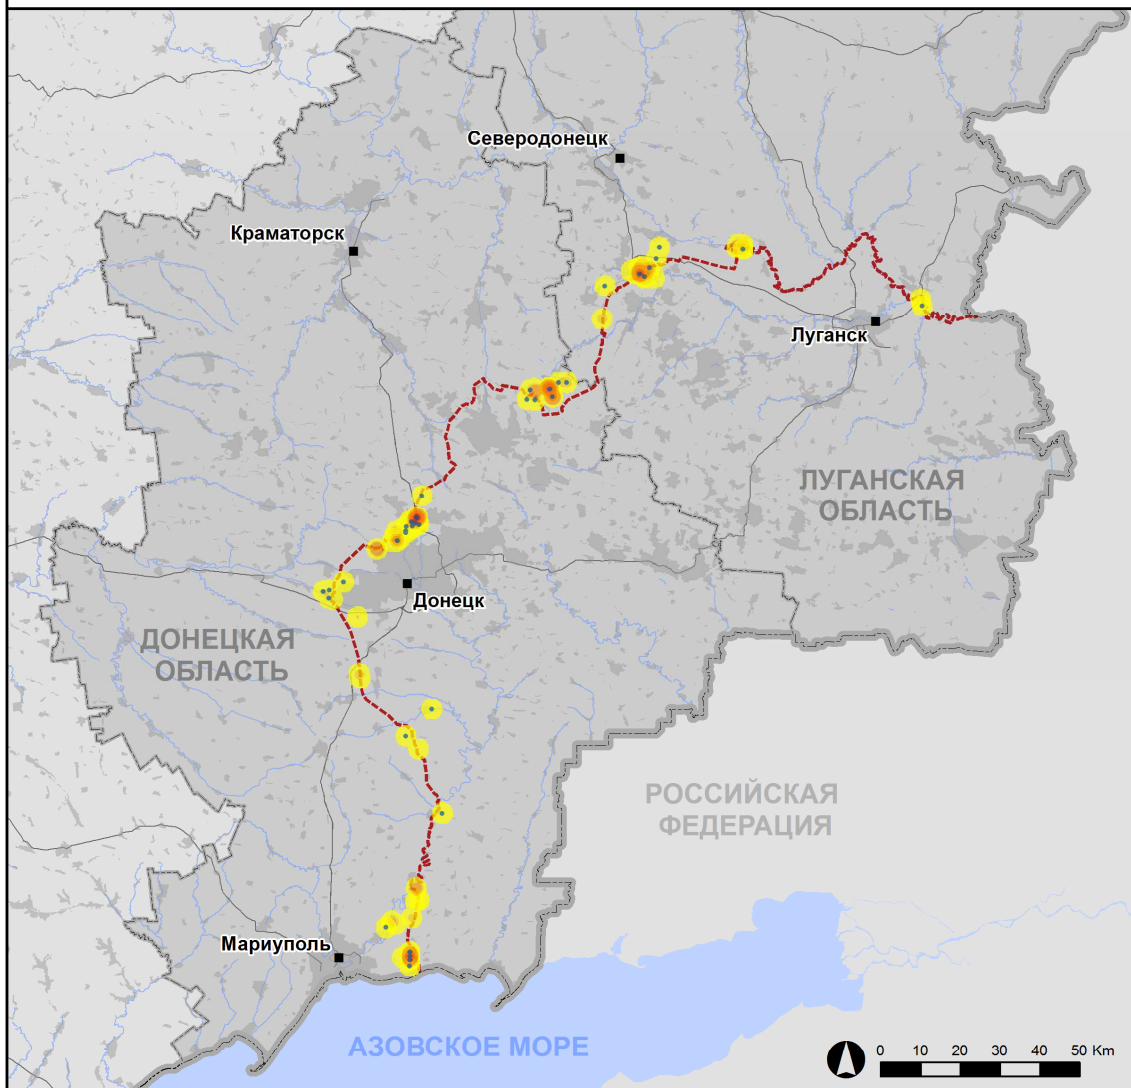 Северодонецк
Краматорск
Луганск
ЛУГАНСКАЯ
ОБЛАСТЬ
Донецк
ДОНЕЦКАЯ
ОБЛАСТЬ
РОССИЙСКАЯ
ФЕДЕРАЦИЯ
Мариуполь
АЗОВСКОЕ МОРЕ
0 10 20 30 40 50 Km